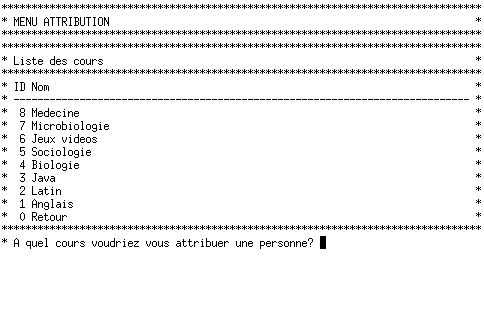 ********************************************************************************
* MENU ATTRIBUTION *
********************************************************************************
********************************************************************************
* Liste des cours *
********************************************************************************
* ID Nom *
* ---------------------------------------------------------------------------- *
* 8 Medecine *
* 7 Microbiologie *
* 6 Jeux videos *
* 5 Sociologie *
* 4 Biologie *
* 3 Java *
* 2 Latin *
* 1 Anglais *
* 0 Retour *
********************************************************************************
* A quel cours voudriez vous attribuer une personne?